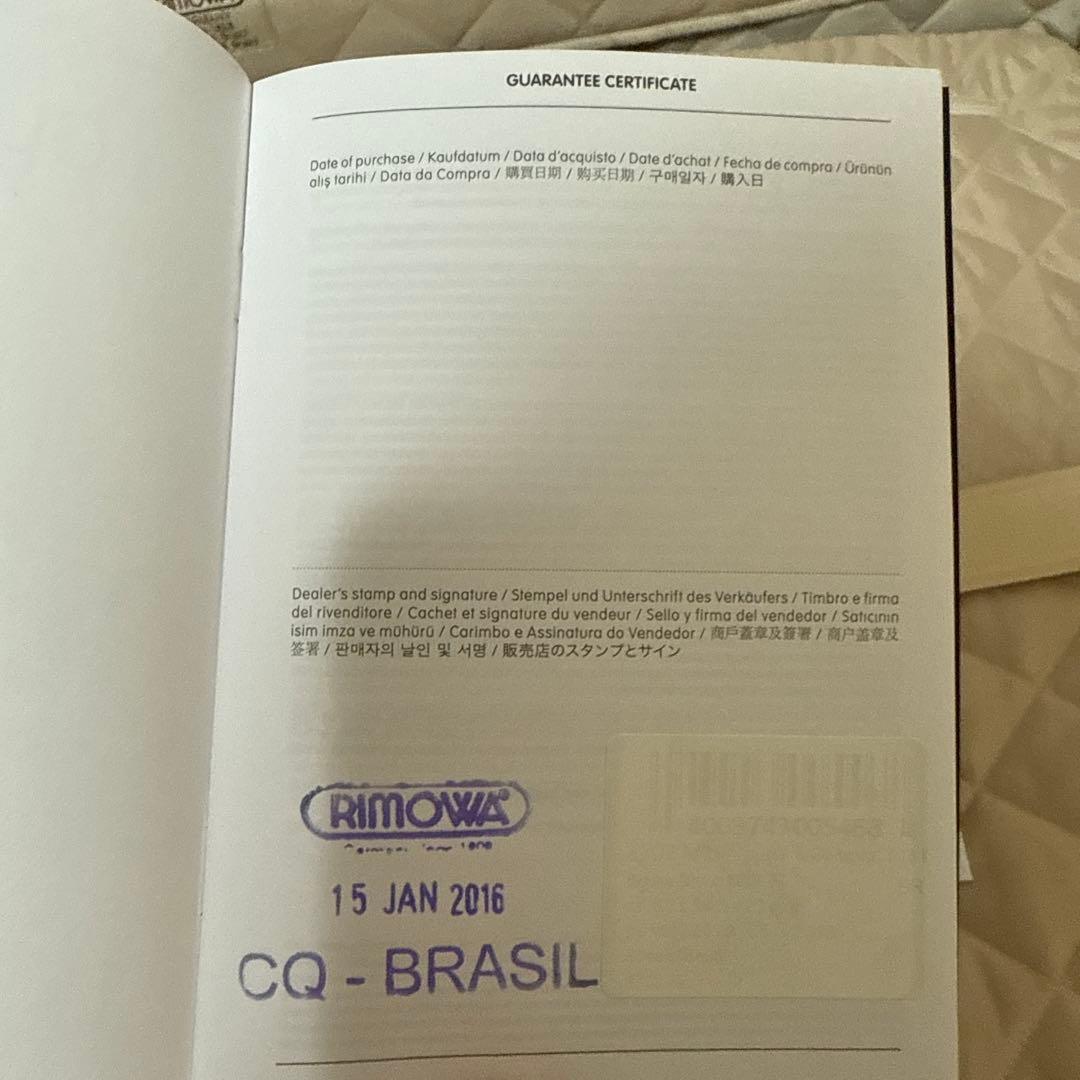 GUARANTEE CERTIFICATE
Date of purchase / Kaufdatum / Data d'acquisto / Date d'achat / Fecha de compra / Ürünün
alış tarihi / Data da Compra / 購買日期 / 购买日期 / 구매일자 / 購入日
Dealer's stamp and signature / Stempel und Unterschrift des Verkäufers / Timbro e firma
del rivenditore / Cachet et signature du vendeur / Sello y firma del vendedor / Satıcının
isim imza ve mühürü / Carimbo e Assinatura do Vendedor / 商戶蓋章及簽署 / 商户盖章及
签署 / 판매자의 날인 및 서명 / 販売店のスタンプとサイン
RIMOWA
15 JAN 2016
CQ - BRASIL